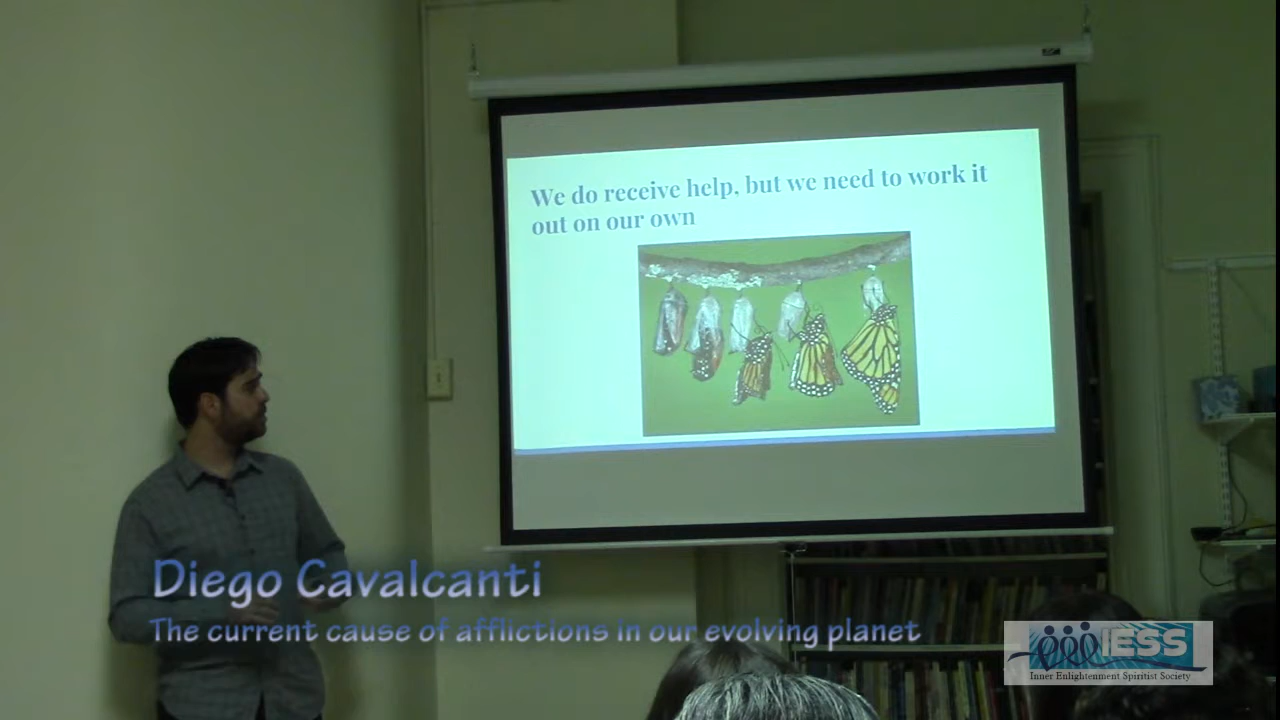 We do receive help, but we need to work it
out on our own
Diego Cavalcanti
The current cause of afflictions in our evolving planet
IESS
Inner Enlightenment Spiritist Society